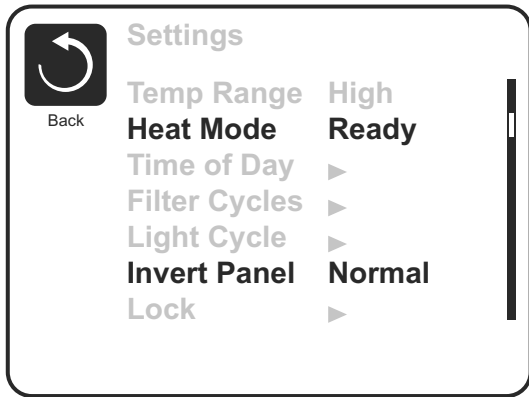 Settings
Back
Temp Range High
Heat Mode Ready
Time of Day
Filter Cycles
Light Cycle
Invert Panel Normal
Lock